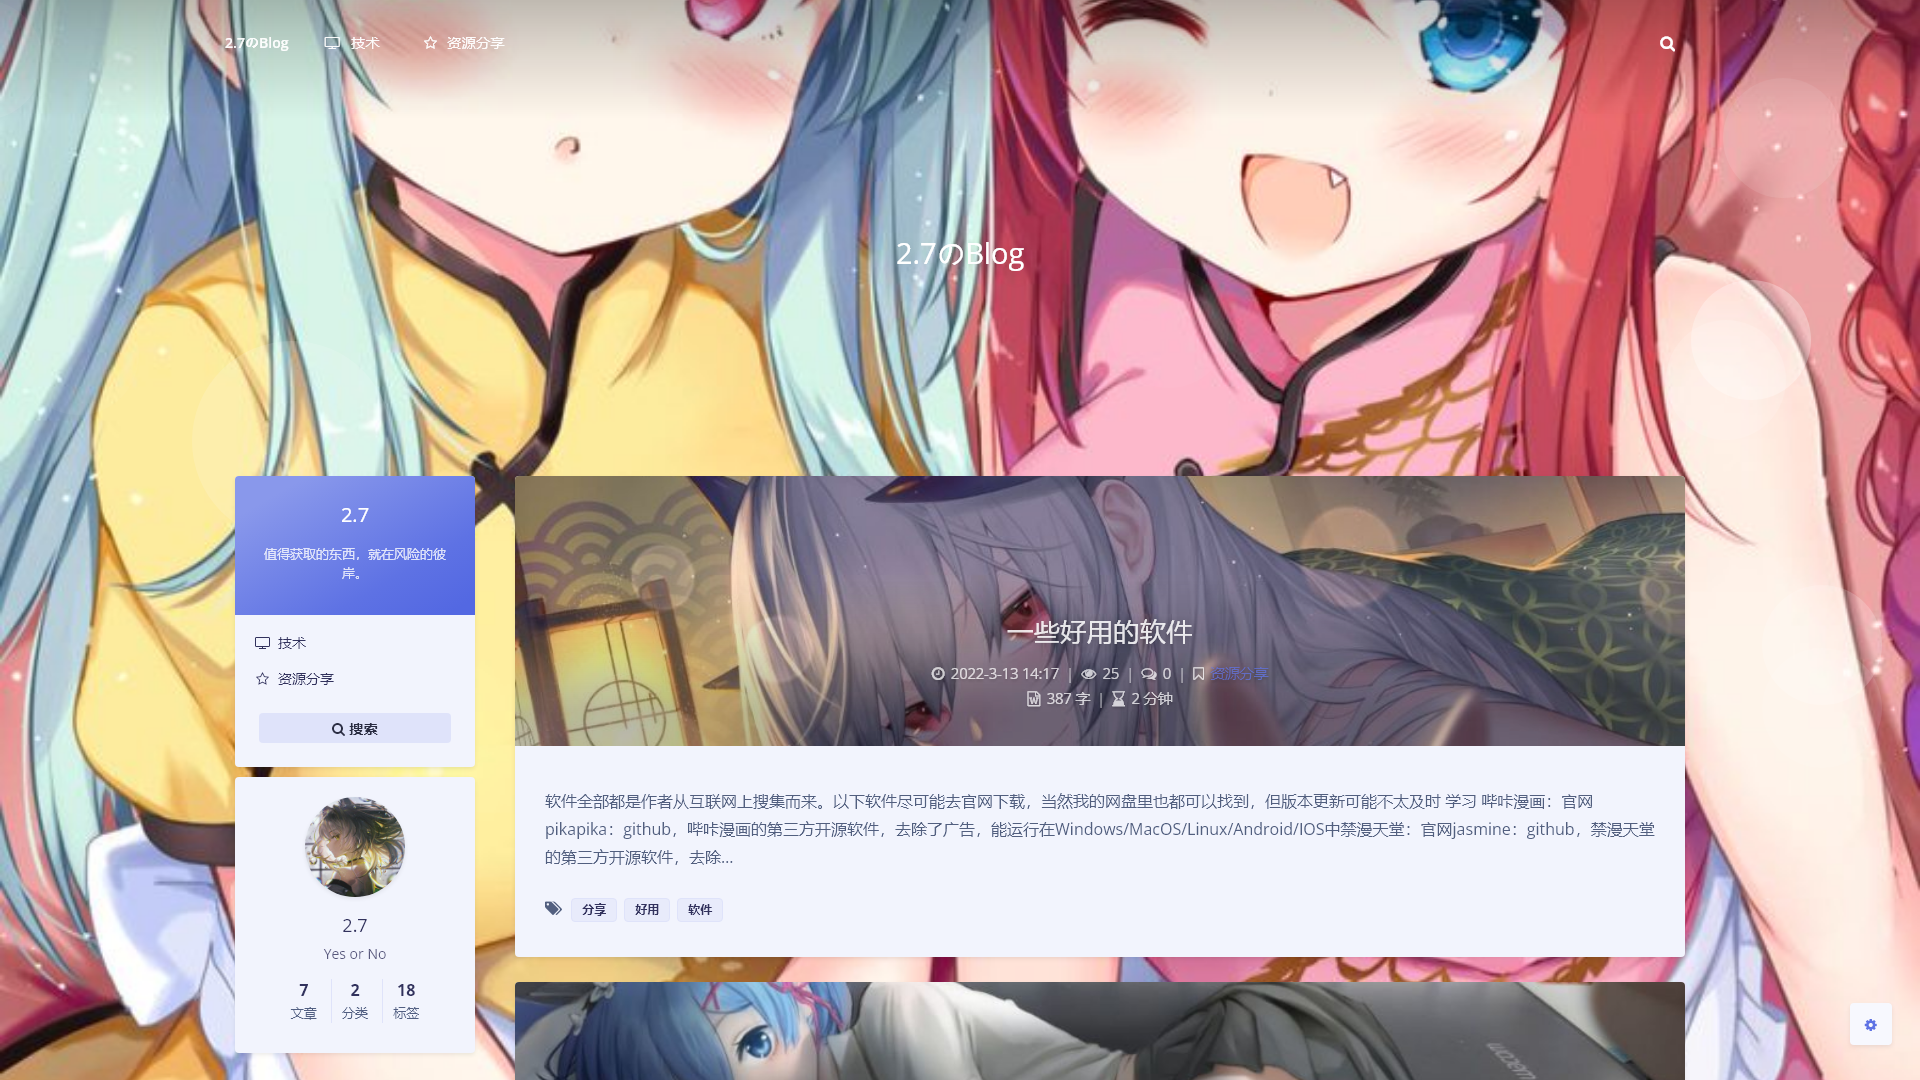 2.7のBlog 技术 资源分享
2.7のBlog
2.7
值得获取的东西，就在风险的彼
岸。
技术
资源分享
搜索
2.7
Yes or No
7 2 18
文章 分类 标签
一些好用的软件
2022-3-13 14:17 | 25 | 0 | 资源分享
387 字 | 2 分钟
软件全部都是作者从互联网上搜集而来。以下软件尽可能去官网下载，当然我的网盘里也都可以找到，但版本更新可能不太及时 学习 哔咔漫画：官网
pikapika：github，哔咔漫画的第三方开源软件，去除了广告，能运行在Windows/MacOS/Linux/Android/IOS中禁漫天堂：官网jasmine：github，禁漫天堂
的第三方开源软件，去除...
分享 好用 软件
wacom